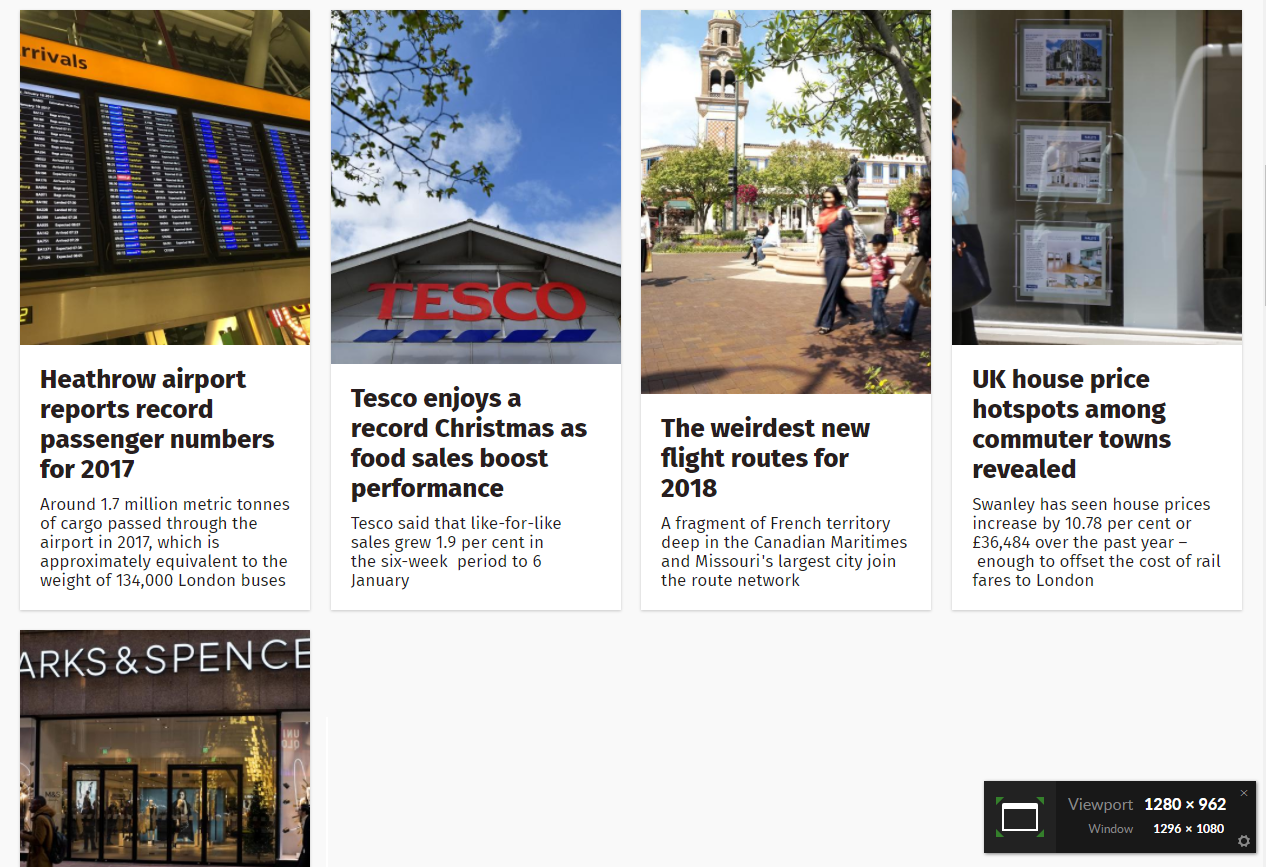 rrivals
TESCO
Heathrow airport
reports record
passenger numbers
for 2017
Around 1.7 million metric tonnes
of cargo passed through the
airport in 2017, which is
approximately equivalent to the
weight of 134,000 London buses
Tesco enjoys a
record Christmas as
food sales boost
performance
Tesco said that like-for-like
sales grew 1.9 per cent in
the six-week  period to 6
January
The weirdest new
flight routes for
2018
A fragment of French territory
deep in the Canadian Maritimes
and Missouri's largest city join
the route network
UK house price
hotspots among
commuter towns
revealed
Swanley has seen house prices
increase by 10.78 per cent or
£36,484 over the past year –
enough to offset the cost of rail
fares to London
ARKS & SPENCE
Viewport 1280 × 962
Window 1296 × 1080